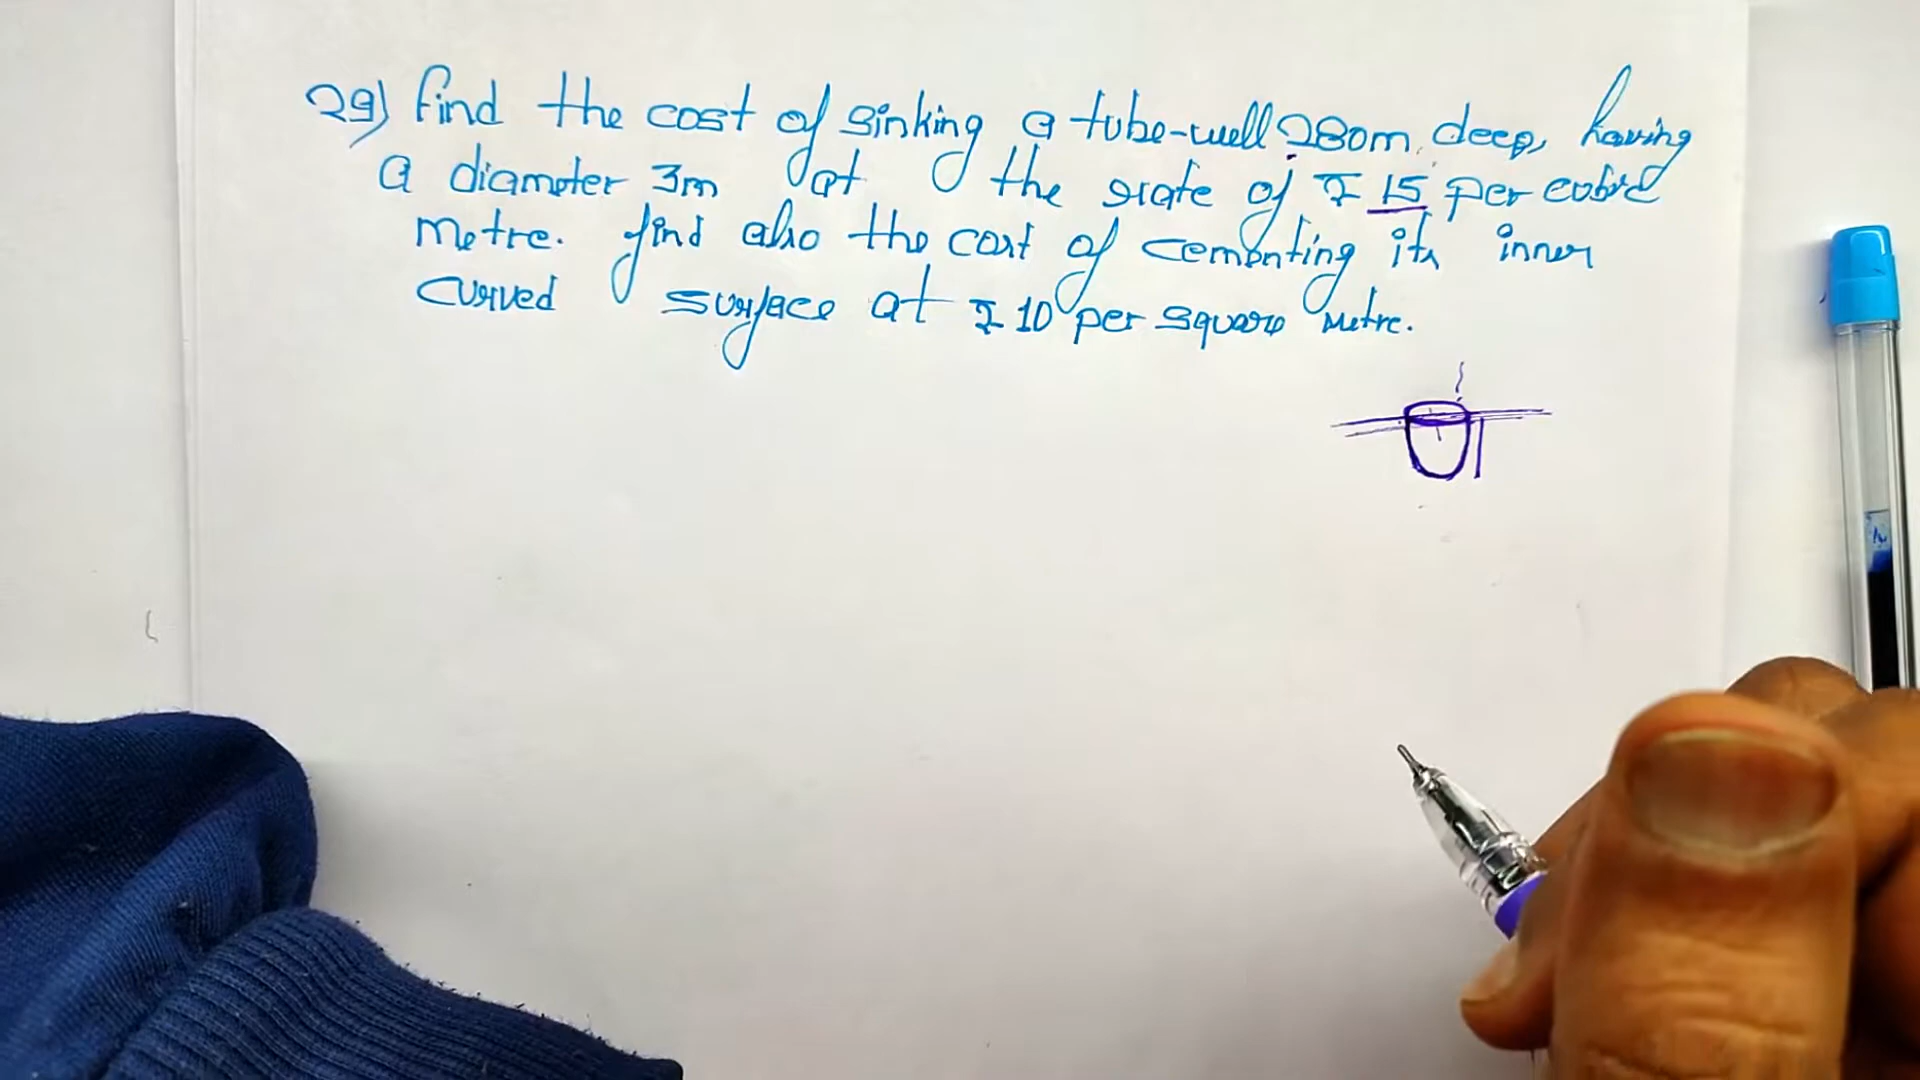 29) Find the cost of sinking a tube-well 280m deep, having
a diameter 3m at the rate of ₹ 15 per cubic
metre. find also the cost of cementing its inner
curved surface at ₹ 10 per square metre.